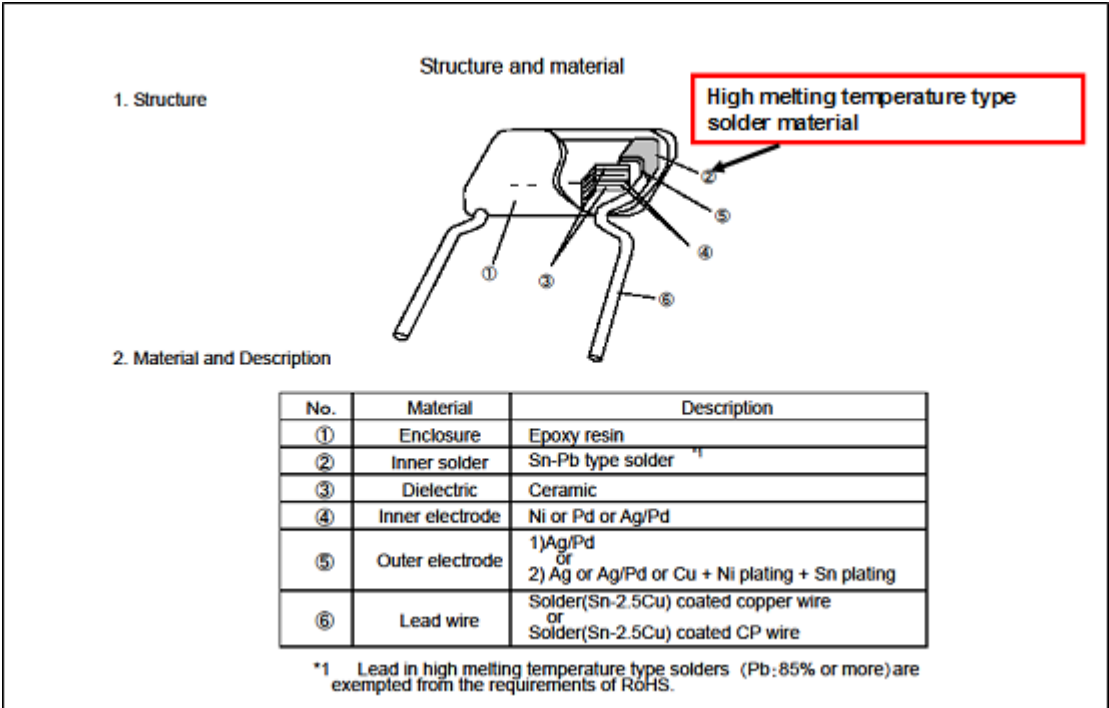 Structure and material
High melting temperature type
solder material
1. Structure
②
⑤
④
①
③
⑥
2. Material and Description
No. Material Description
① Enclosure Epoxy resin
② Inner solder Sn-Pb type solder *1
③ Dielectric Ceramic
④ Inner electrode Ni or Pd or Ag/Pd
⑤ Outer electrode 1)Ag/Pd
or
2) Ag or Ag/Pd or Cu + Ni plating + Sn plating
⑥ Lead wire Solder(Sn-2.5Cu) coated copper wire
or
Solder(Sn-2.5Cu) coated CP wire
*1 Lead in high melting temperature type solders (Pb:85% or more)are
exempted from the requirements of RoHS.